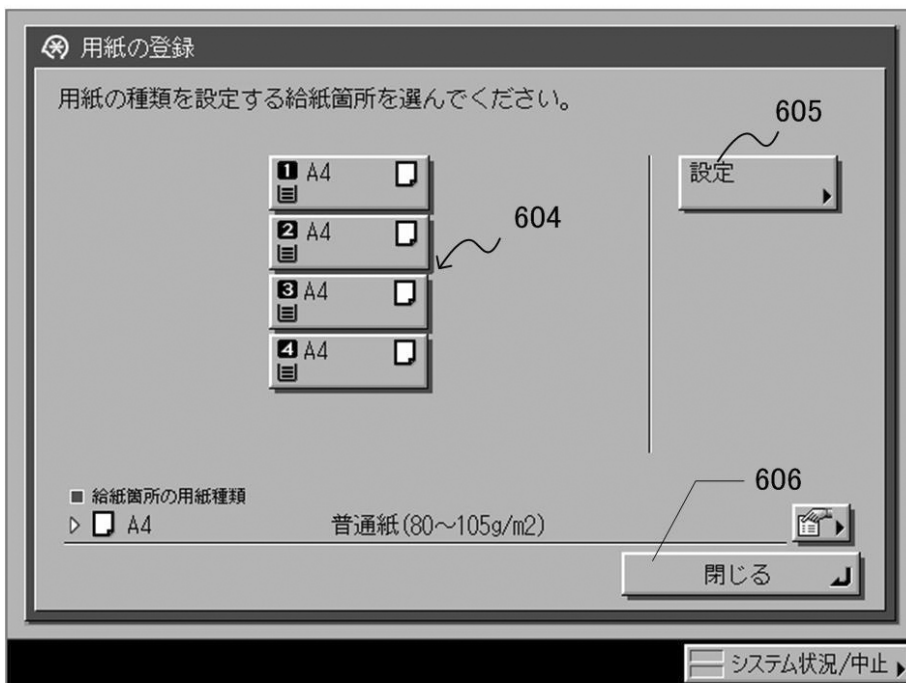 用紙の登録
用紙の種類を設定する給紙箇所を選んでください。
605
1 A4
設定
604
2 A4
3 A4
4 A4
606
給紙箇所の用紙種類
A4 普通紙(80～105g/m2)
閉じる
システム状況/中止